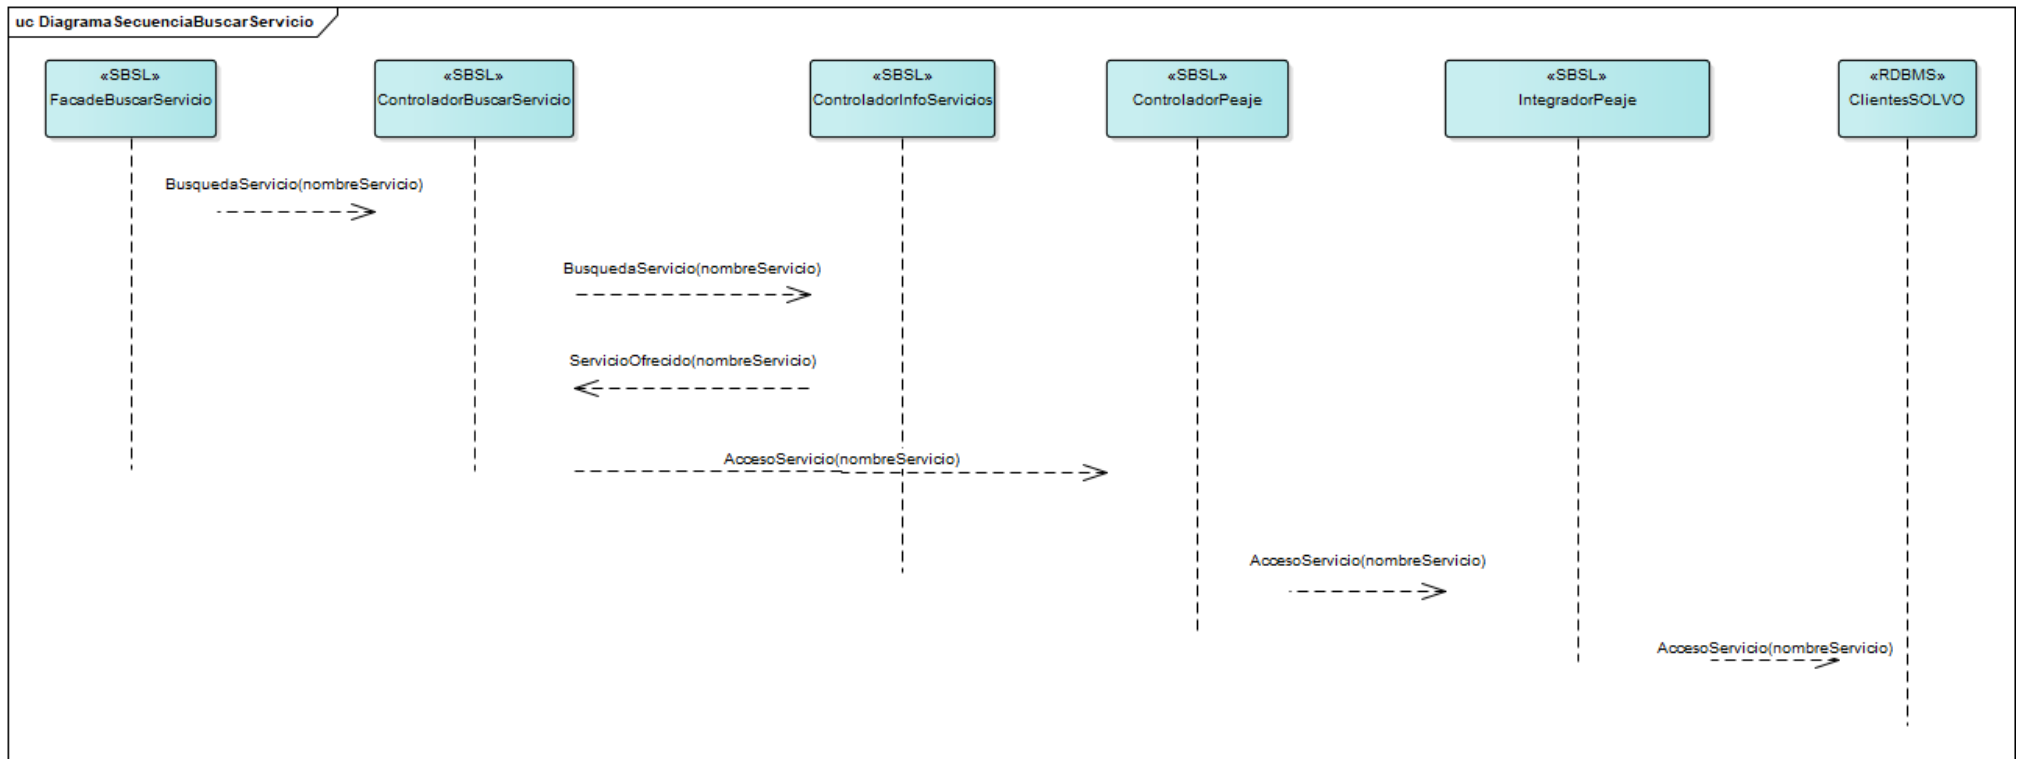 uc DiagramaSecuenciaBuscarServicio
«SBSL»
FacadeBuscarServicio
«SBSL»
ControladorBuscarServicio
«SBSL»
ControladorInfoServicios
«SBSL»
ControladorPeaje
«SBSL»
IntegradorPeaje
«RDBMS»
ClientesSOLVO
BusquedaServicio(nombreServicio)
BusquedaServicio(nombreServicio)
ServicioOfrecido(nombreServicio)
AccesoServicio(nombreServicio)
AccesoServicio(nombreServicio)
AccesoServicio(nombreServicio)